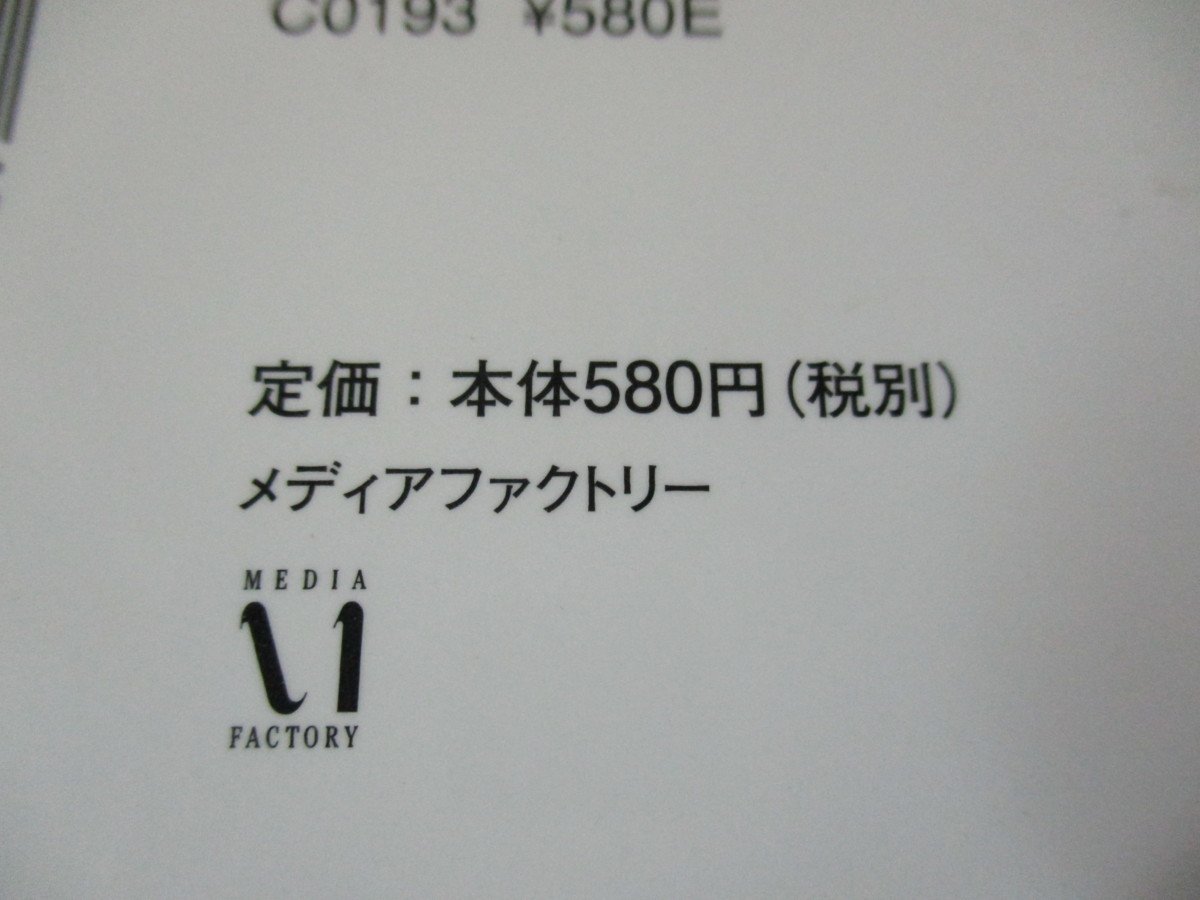 C0193 ¥580E
定価：本体580円（税別）
メディアファクトリー
MEDIA
FACTORY